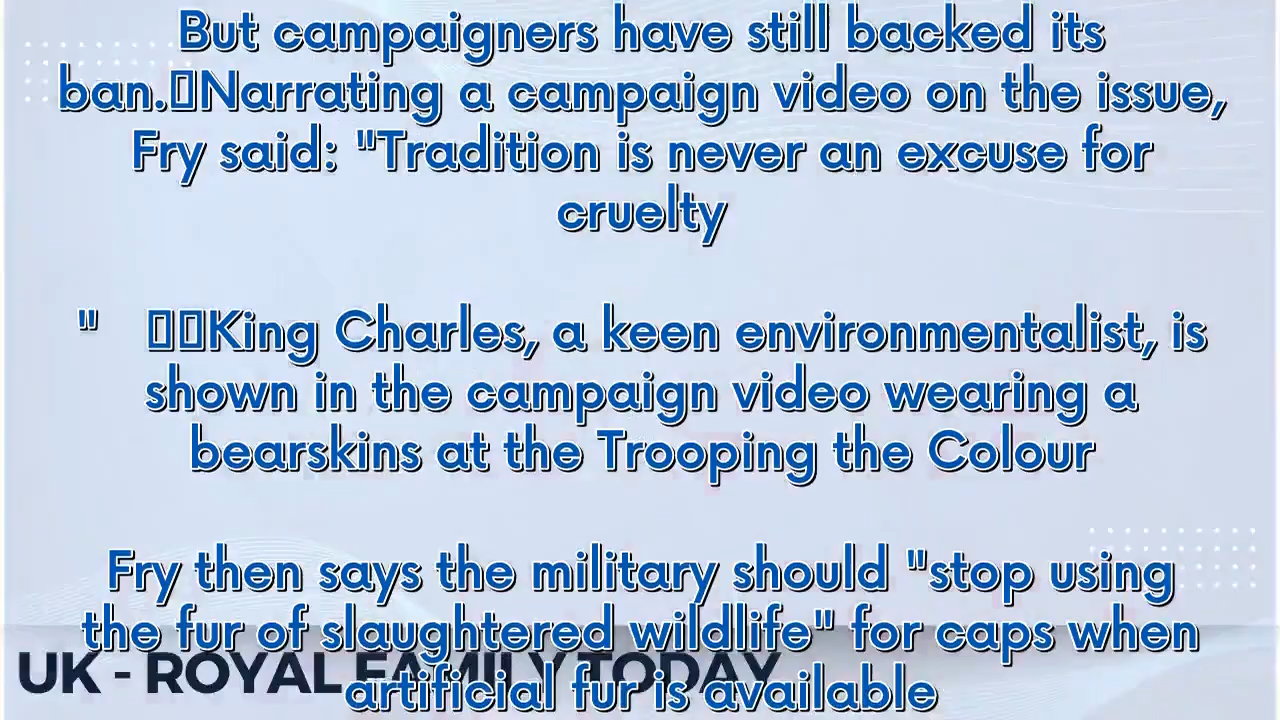 But campaigners have still backed its
ban.▯Narrating a campaign video on the issue,
Fry said: "Tradition is never an excuse for
cruelty
"   ▯▯King Charles, a keen environmentalist, is
shown in the campaign video wearing a
bearskins at the Trooping the Colour
Fry then says the military should "stop using
the fur of slaughtered wildlife" for caps when
artificial fur is available
UK - ROYAL FAMILY TODAY